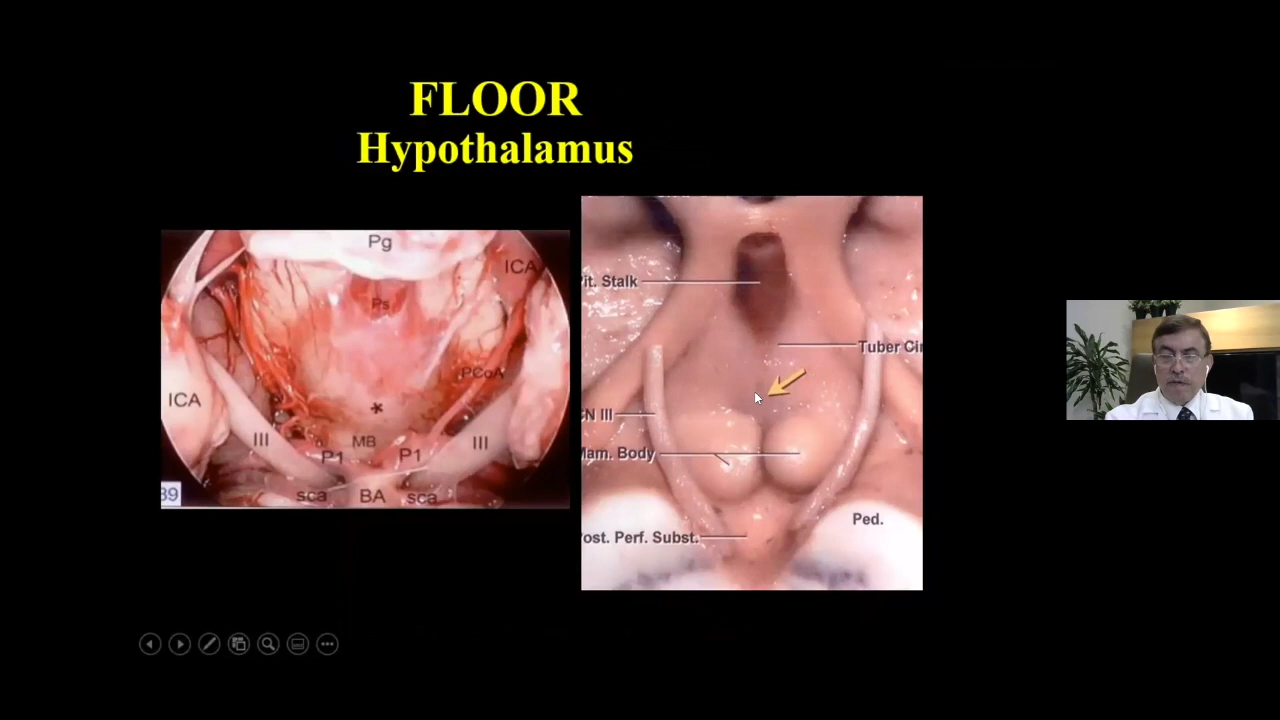 FLOOR
Hypothalamus
Pg
ICA
Ps
PCoA
ICA
*
III
MB
III
P1
P1
sca
BA
sca
39
Pit. Stalk
Tuber Cin
CN III
Mam. Body
Ped.
Post. Perf. Subst.